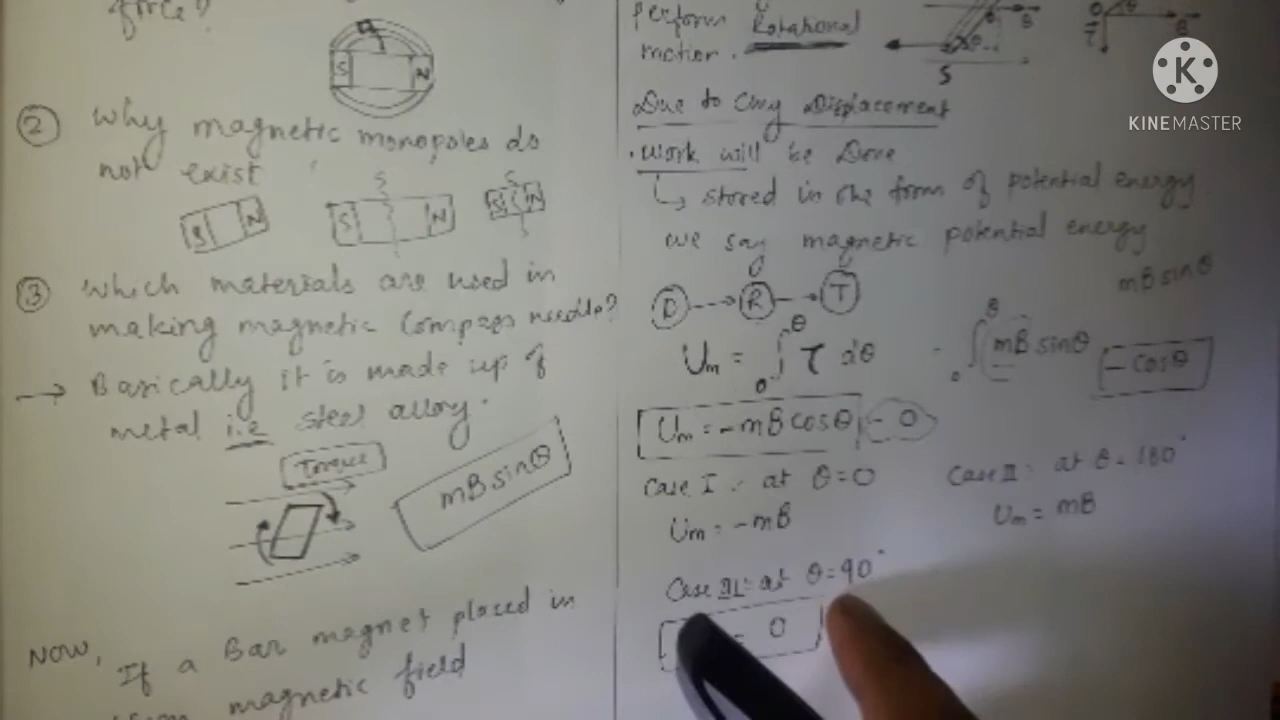 force?
S N
② Why magnetic monopoles do
not exist
S N
S N S
S N S S
③ Which materials are used in
making magnetic Compass needle?
→ Basically it is made up of
metal i.e steel alloy.
Torque
mB sinθ
Now,
If a Bar magnet placed in
magnetic field
perform Rotational
motion.
S
θ
B
Due to Any Displacement
. Work will be Done
↳ stored in the form of potential energy
we say magnetic potential energy
D --→ R → T
mB sinθ
Um = ∫₀^θ τ dθ
= ∫₀^θ mB sinθ
- cosθ
Um = -mB cosθ - 0
Case I :- at θ = 0
Um = -mB
Case II : at θ = 180°
Um = mB
Case III :- at θ = 90°
= 0
K
KINEMASTER